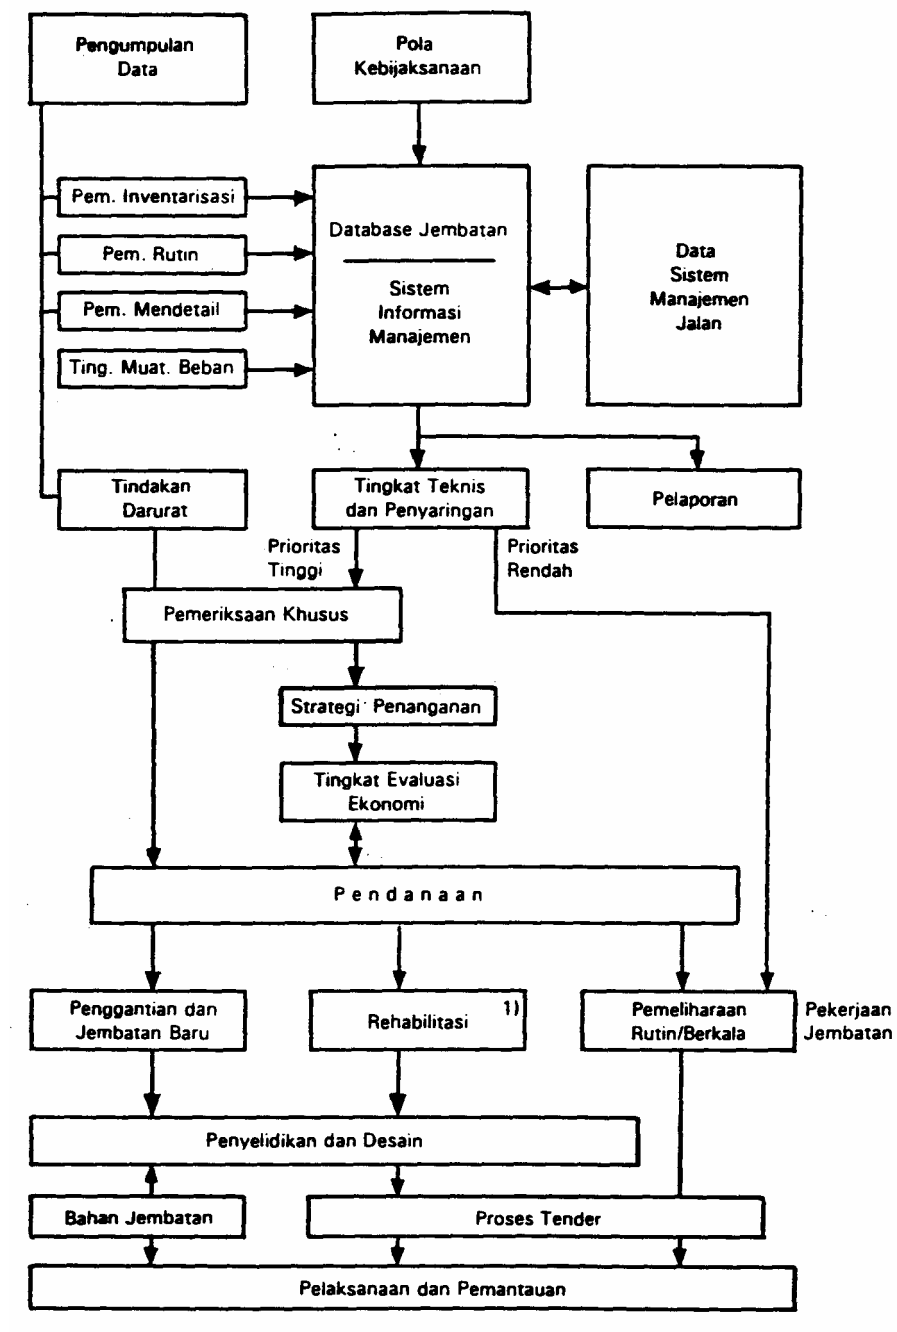 Pengumpulan
Data
Pola
Kebijaksanaan
Pem. Inventarisasi
Pem. Rutin
Pem. Mendetail
Ting. Muat. Beban
Database Jembatan
Sistem
Informasi
Manajemen
Data
Sistem
Manajemen
Jalan
Tindakan
Darurat
Tingkat Teknis
dan Penyaringan
Pelaporan
Prioritas
Tinggi
Prioritas
Rendah
Pemeriksaan Khusus
Strategi Penanganan
Tingkat Evaluasi
Ekonomi
Pendanaan
Penggantian dan
Jembatan Baru
Rehabilitasi 1)
Pemeliharaan
Rutin/Berkala
Pekerjaan
Jembatan
Penyelidikan dan Desain
Bahan Jembatan
Proses Tender
Pelaksanaan dan Pemantauan